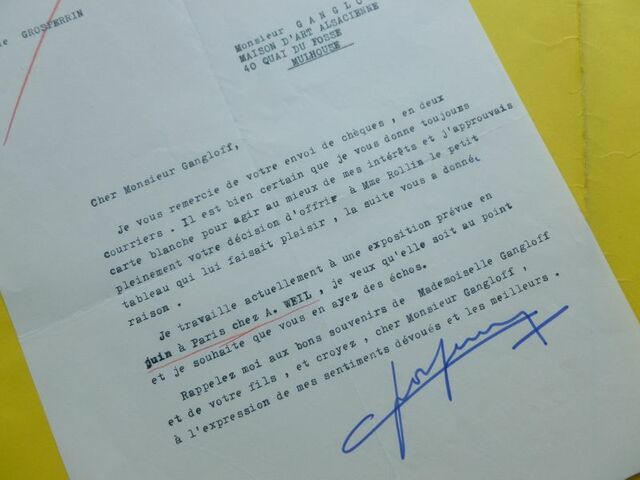 e GROSPERRIN
Monsieur G A N G L O
MAISON D'ART ALSACIENNE
40 QUAI DU FOSSE
MULHOUSE
Cher Monsieur Gangloff,
Je vous remercie de votre envoi de chèques , en deux
courriers . Il est bien certain que je vous donne toujours
carte blanche pour agir au mieux de mes intérêts et j'approuvais
pleinement votre décision d'offrir à Mme Rollin le petit
tableau qui lui faisait plaisir , la suite vous a donné
raison .
Je travaille actuellement à une exposition prévue en
juin à Paris chez A. WEIL , je veux qu'elle soit au point
et je souhaite que vous en ayez des échos.
Rappelez moi aux bons souvenirs de Mademoiselle Gangloff
et de votre fils , et croyez , cher Monsieur Gangloff ,
à l'expression de mes sentiments dévoués et les meilleurs .